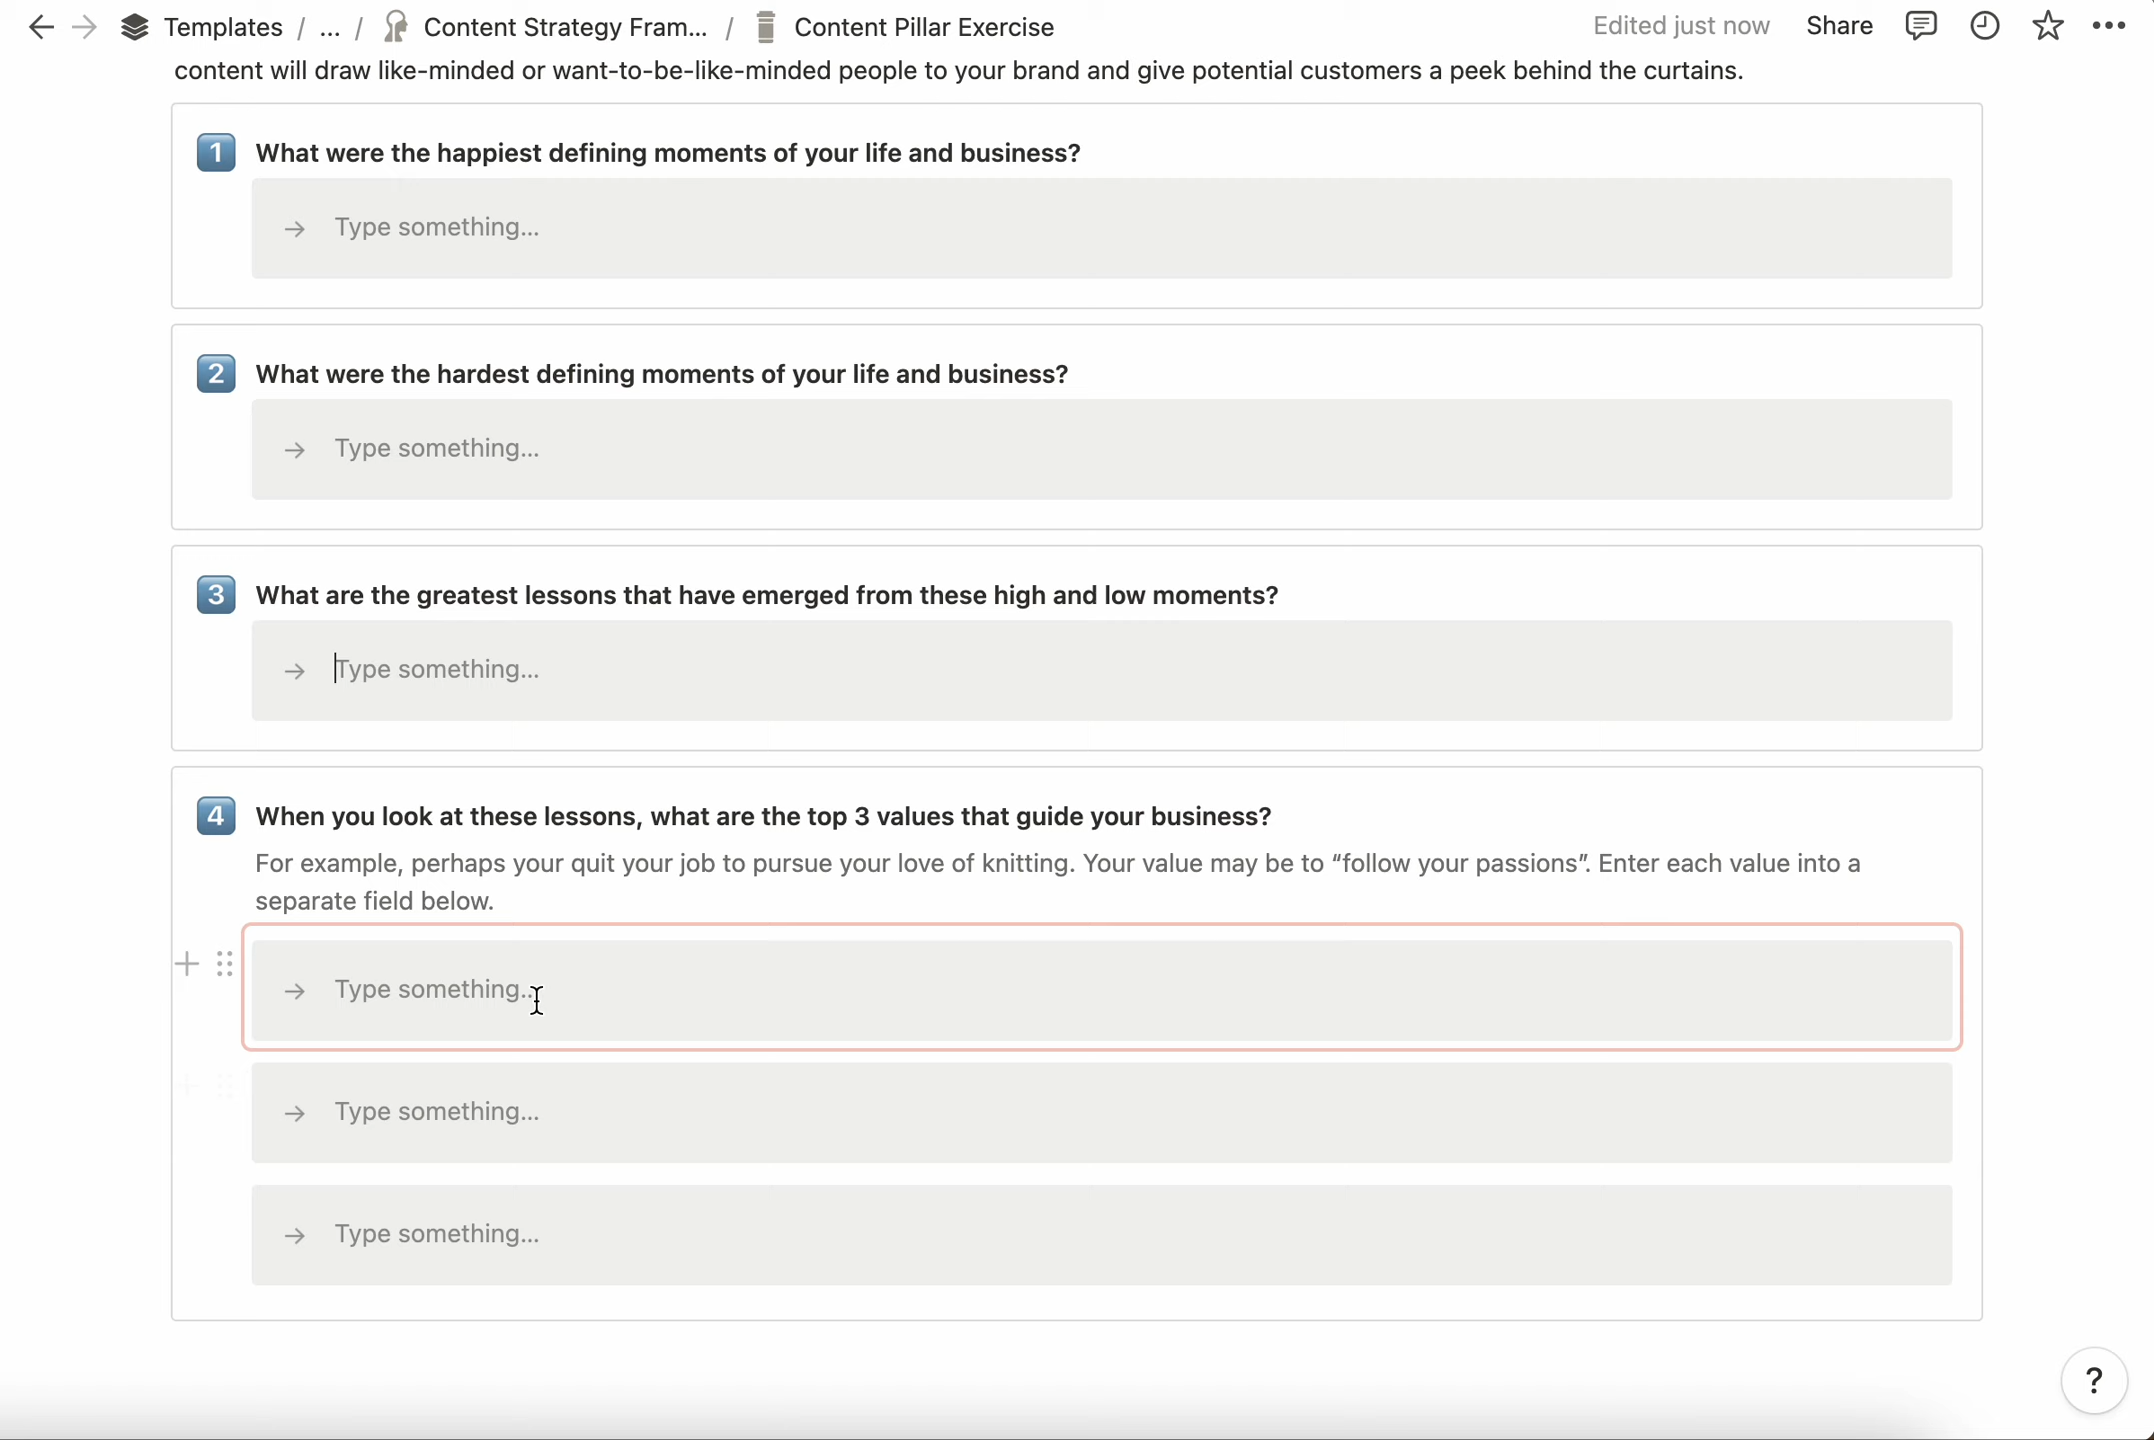 Templates / ... / Content Strategy Fram... / Content Pillar Exercise Edited just now Share
content will draw like-minded or want-to-be-like-minded people to your brand and give potential customers a peek behind the curtains.
1 What were the happiest defining moments of your life and business?
→ Type something...
2 What were the hardest defining moments of your life and business?
→ Type something...
3 What are the greatest lessons that have emerged from these high and low moments?
→ Type something...
4 When you look at these lessons, what are the top 3 values that guide your business?
For example, perhaps your quit your job to pursue your love of knitting. Your value may be to “follow your passions”. Enter each value into a
separate field below.
→ Type something...
→ Type something...
→ Type something...
?